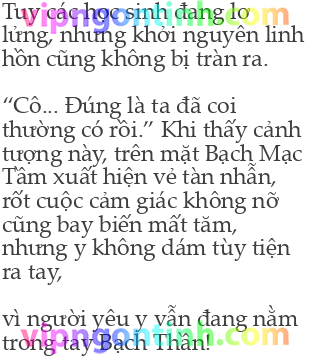 vipngontinh.com
Tuy các học sinh đang lơ
lửng, nhưng khởi nguyên linh
hồn cũng không bị tràn ra.
“Cô... Đúng là ta đã coi
thường có rồi.” Khi thấy cảnh
tượng này, trên mặt Bạch Mạc
Tầm xuất hiện vẻ tàn nhẫn,
rốt cuộc cảm giác không nỡ
cũng bay biến mất tăm,
nhưng y không dám tùy tiện
ra tay,
vì người yêu y vẫn đang nằm
trong tay Bạch Thần!
vipngontinh.com